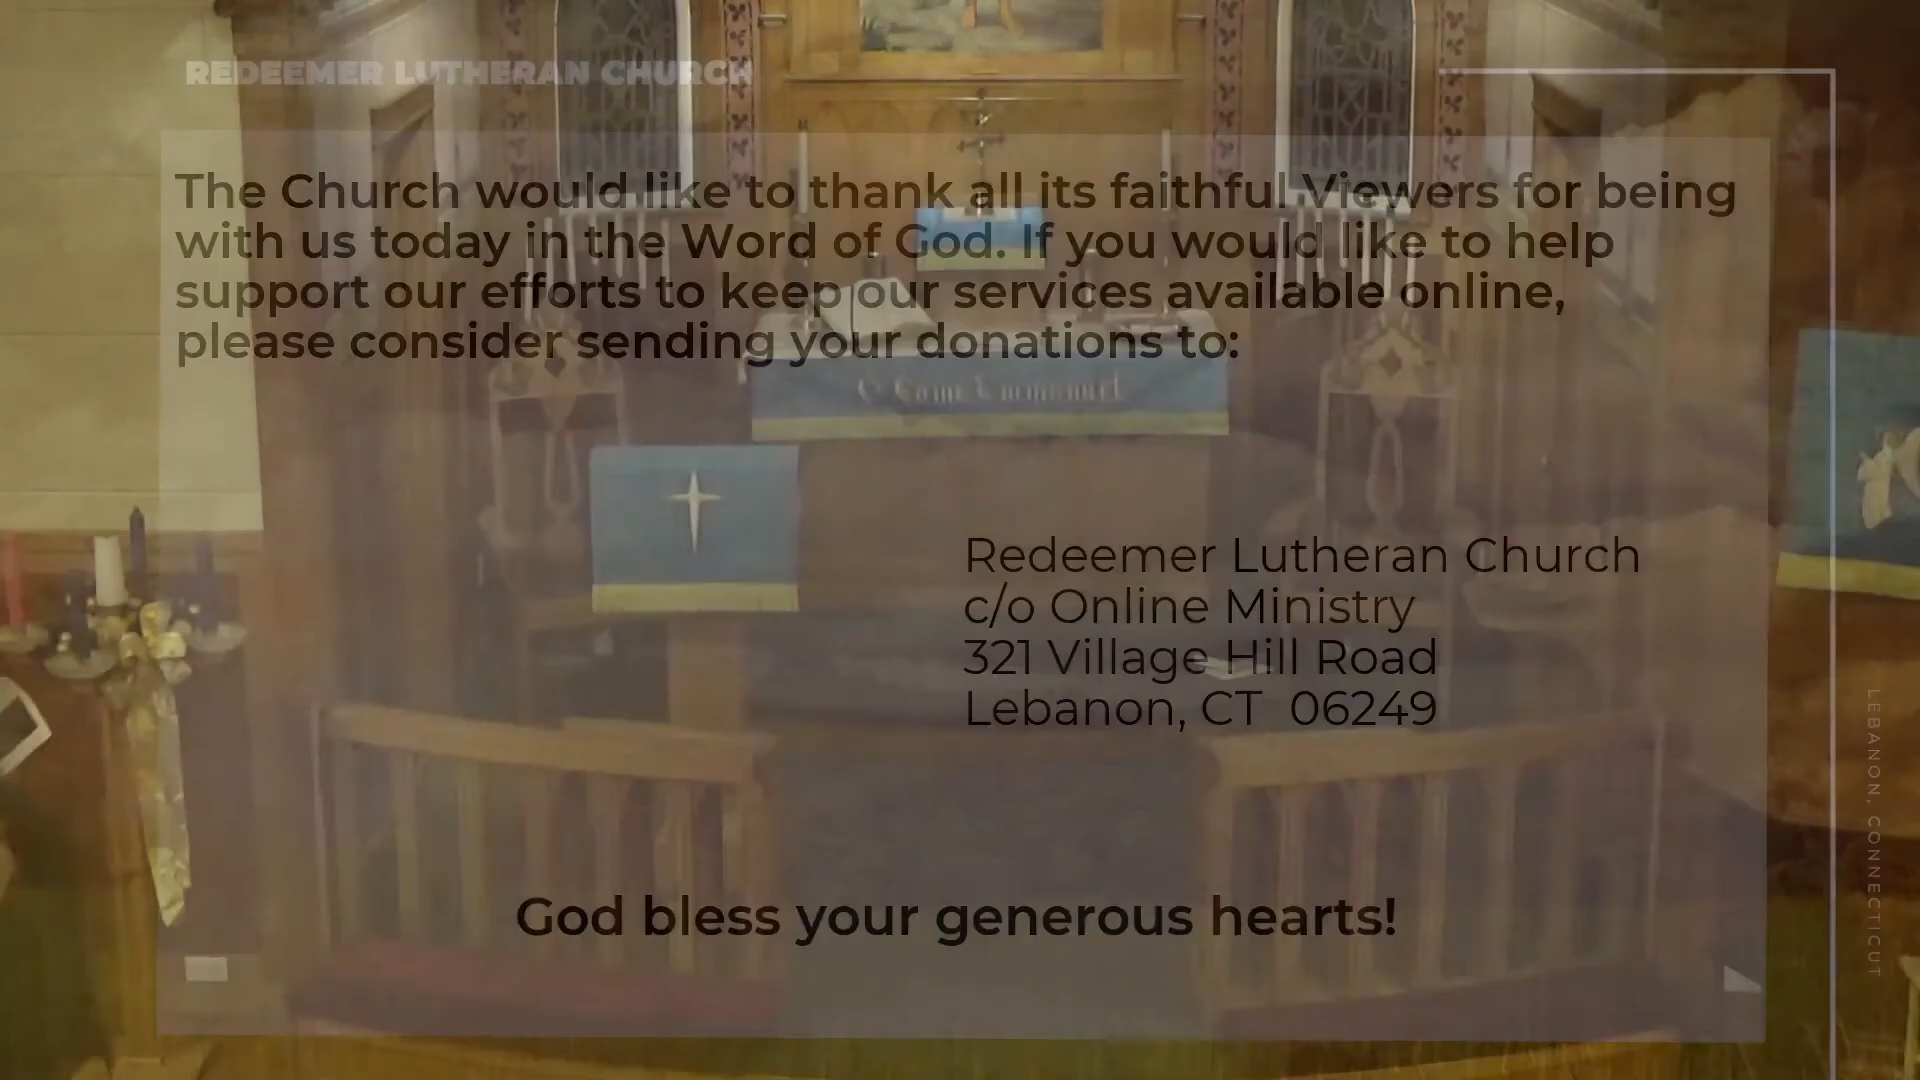 REDEEMER LUTHERAN CHURCH
The Church would like to thank all its faithful Viewers for being
with us today in the Word of God. If you would like to help
support our efforts to keep our services available online,
please consider sending your donations to:
O Come Emmanuel
Redeemer Lutheran Church
c/o Online Ministry
321 Village Hill Road
Lebanon, CT  06249
God bless your generous hearts!
LEBANON, CONNECTICUT